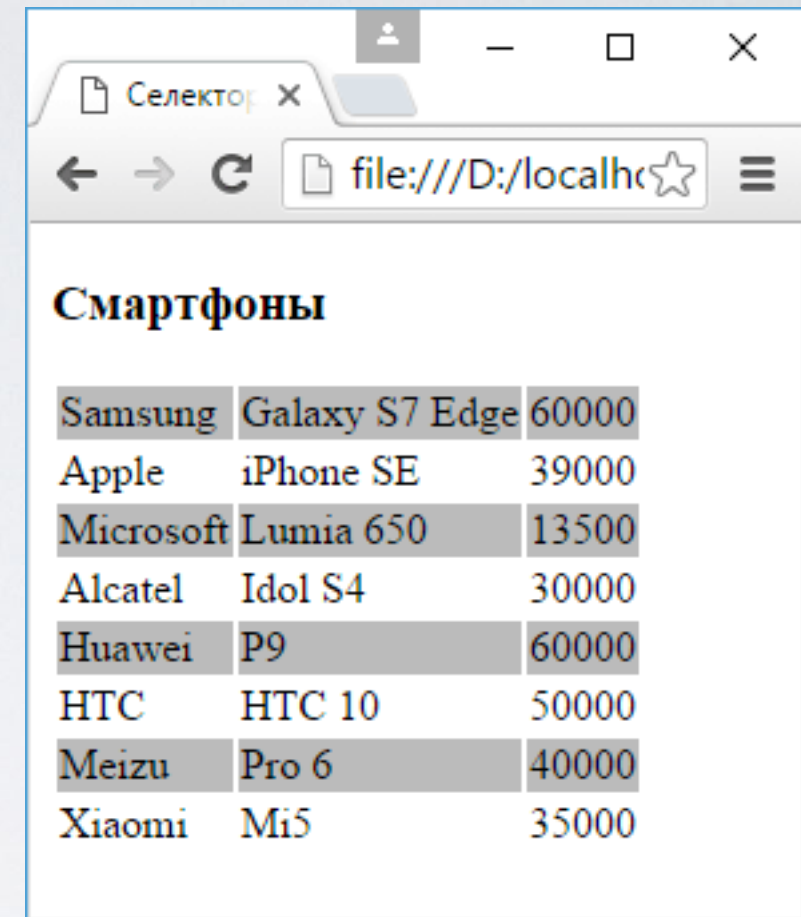 Селектор
file:///D:/localho
Смартфоны
Samsung Galaxy S7 Edge 60000
Apple iPhone SE 39000
Microsoft Lumia 650 13500
Alcatel Idol S4 30000
Huawei P9 60000
HTC HTC 10 50000
Meizu Pro 6 40000
Xiaomi Mi5 35000